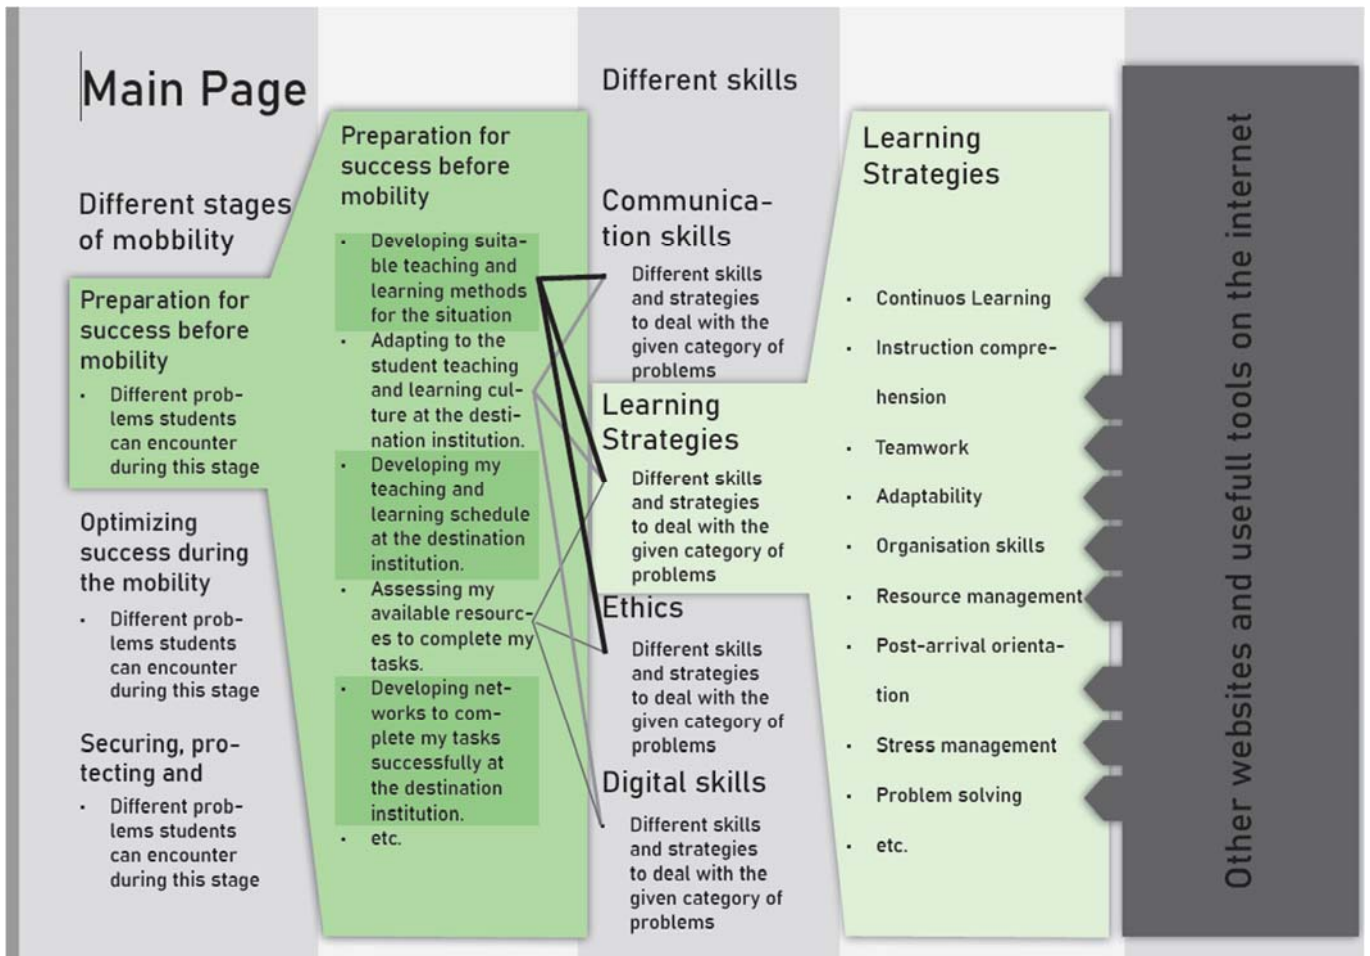 Main Page
Different stages
of mobbility
Preparation for
success before
mobility
· Different prob-
lems students
can encounter
during this stage
Optimizing
success during
the mobility
· Different prob-
lems students
can encounter
during this stage
Securing, pro-
tecting and
· Different prob-
lems students
can encounter
during this stage
Preparation for
success before
mobility
· Developing suita-
ble teaching and
learning methods
for the situation
· Adapting to the
student teaching
and learning cul-
ture at the desti-
nation institution.
· Developing my
teaching and
learning schedule
at the destination
institution.
· Assessing my
available resourc-
es to complete my
tasks.
· Developing net-
works to com-
plete my tasks
successfully at
the destination
institution.
· etc.
Different skills
Communica-
tion skills
Different skills
and strategies
to deal with the
given category of
problems
Learning
Strategies
Different skills
and strategies
to deal with the
given category of
problems
Ethics
Different skills
and strategies
to deal with the
given category of
problems
Digital skills
· Different skills
and strategies
to deal with the
given category of
problems
Learning
Strategies
· Continuos Learning
· Instruction compre-
hension
· Teamwork
· Adaptability
· Organisation skills
· Resource management
· Post-arrival orienta-
tion
· Stress management
· Problem solving
· etc.
Other websites and usefull tools on the internet